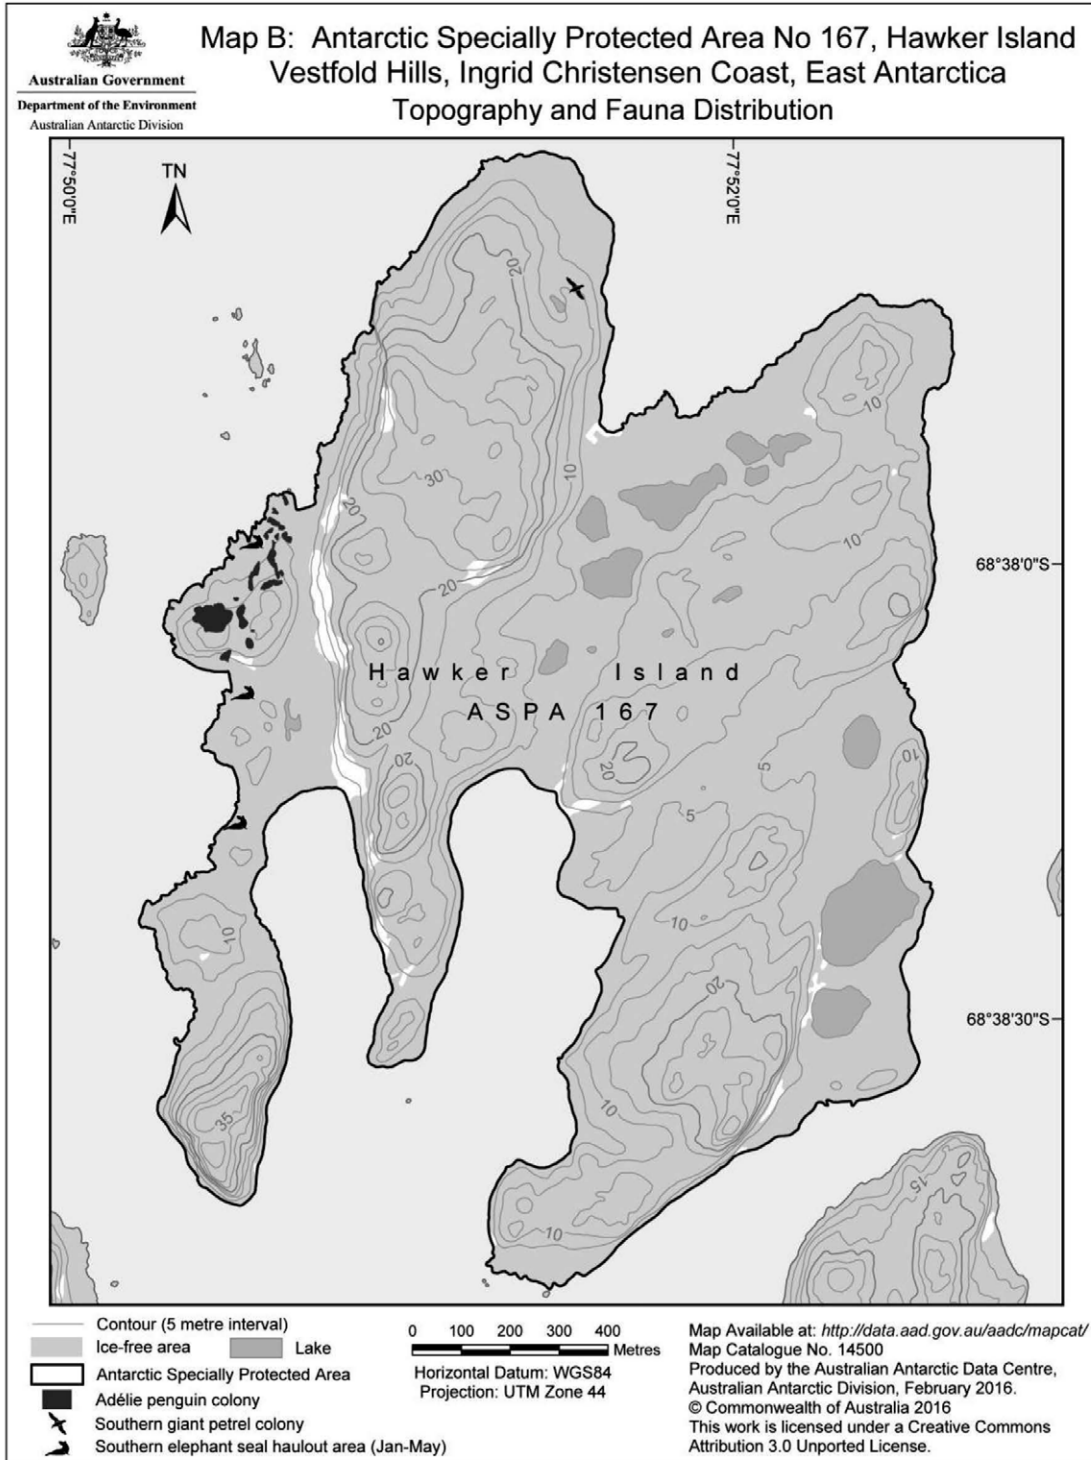 Australian Government
Department of the Environment
Australian Antarctic Division
Map B: Antarctic Specially Protected Area No 167, Hawker Island
Vestfold Hills, Ingrid Christensen Coast, East Antarctica
Topography and Fauna Distribution
77°50'0"E
77°52'0"E
TN
20
10
30
10
20
10
68°38'0"S
20
Hawker Island
ASPA 167
20
20
20
5
10
5
10
10
20
68°38'30"S
10
35
15
10
Contour (5 metre interval)
Ice-free area
Lake
Antarctic Specially Protected Area
Adélie penguin colony
Southern giant petrel colony
Southern elephant seal haulout area (Jan-May)
0 100 200 300 400
Metres
Horizontal Datum: WGS84
Projection: UTM Zone 44
Map Available at: http://data.aad.gov.au/aadc/mapcat/
Map Catalogue No. 14500
Produced by the Australian Antarctic Data Centre,
Australian Antarctic Division, February 2016.
© Commonwealth of Australia 2016
This work is licensed under a Creative Commons
Attribution 3.0 Unported License.